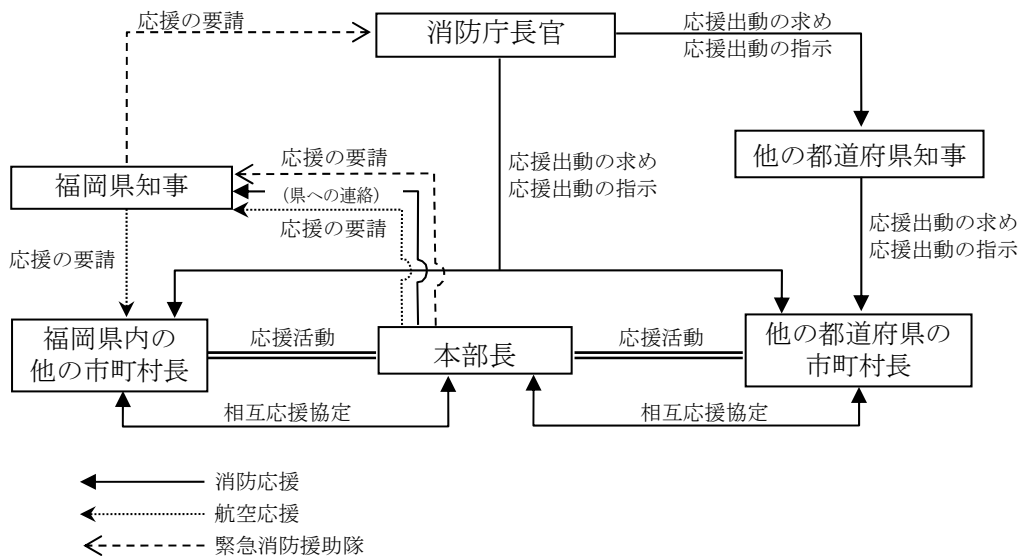 応援の要請
消防庁長官
応援出動の求め
応援出動の指示
応援の要請
応援出動の求め
応援出動の指示
他の都道府県知事
福岡県知事
(県への連絡)
応援の要請
応援の要請
応援出動の求め
応援出動の指示
福岡県内の
他の市町村長
応援活動
本部長
応援活動
他の都道府県の
市町村長
相互応援協定
相互応援協定
消防応援
航空応援
緊急消防援助隊